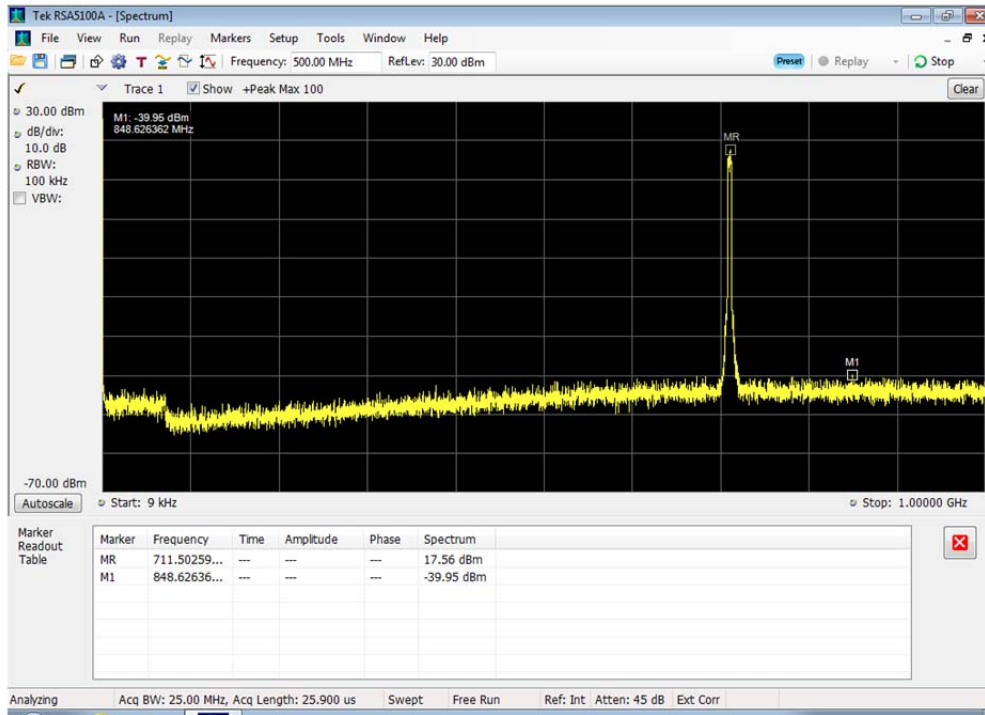 Tek RSA5100A - [Spectrum]
File View Run Replay Markers Setup Tools Window Help
T Frequency: 500.00 MHz RefLev: 30.00 dBm Preset Replay Stop
Trace 1 Show +Peak Max 100 Clear
30.00 dBm
dB/div:
10.0 dB
RBW:
100 kHz
VBW:
M1: -39.95 dBm
848.626362 MHz
MR
M1
-70.00 dBm
Autoscale Start: 9 kHz Stop: 1.00000 GHz
Marker
Readout
Table
Marker Frequency Time Amplitude Phase Spectrum
MR 711.50259... --- --- --- 17.56 dBm
M1 848.62636... --- --- --- -39.95 dBm
Analyzing Acq BW: 25.00 MHz, Acq Length: 25.900 us Swept Free Run Ref: Int Atten: 45 dB Ext Corr